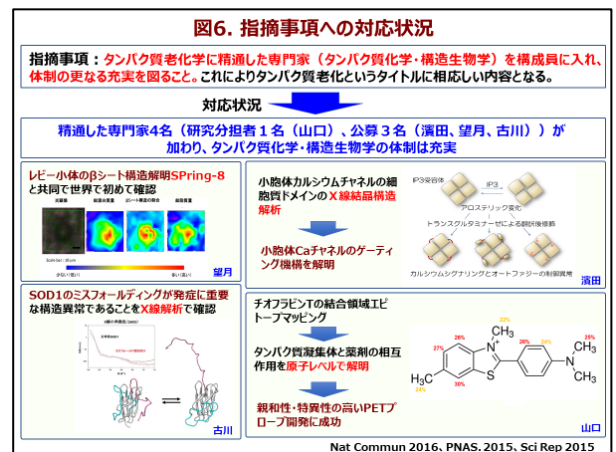 図6. 指摘事項への対応状況
指摘事項：タンパク質老化学に精通した専門家（タンパク質化学・構造生物学）を構成員に入れ、
体制の更なる充実を図ること。これによりタンパク質老化というタイトルに相応しい内容となる。
対応状況
精通した専門家4名（研究分担者１名（山口）、公募３名（濱田、望月、古川））が
加わり、タンパク質化学・構造生物学の体制は充実
レビー小体のβシート構造解明SPring-8
と共同で世界で初めて確認
望月
SOD1のミスフォールディングが発症に重要
な構造異常であることをX線解析で確認
古川
小胞体カルシウムチャネルの細
胞質ドメインのX線結晶構造
解析
小胞体Caチャネルのゲーティ
ング機構を解明
IP3受容体
IP3
アロステリック変化
トランスグルタミナーゼによる翻訳後修飾
カルシウムシグナリングとオートファジーの制御異常
濱田
チオフラビンTの結合領域エピ
トープマッピング
タンパク質凝集体と薬剤の相互
作用を原子レベルで解明
親和性・特異性の高いPETプ
ローブ開発に成功
22%
CH₃
26%
27%
N+
S
30%
H₃C
24%
N
CH₃
25%
CH₃
山口
Nat Commun 2016、PNAS. 2015、Sci Rep 2015